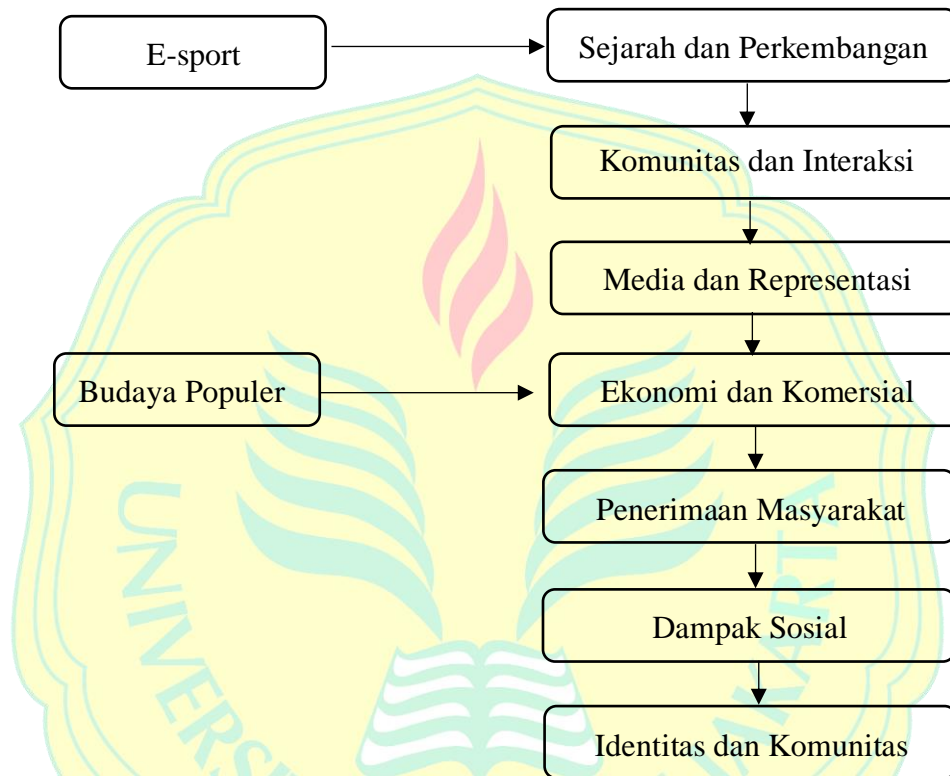 E-sport
Sejarah dan Perkembangan
Komunitas dan Interaksi
Media dan Representasi
Budaya Populer
Ekonomi dan Komersial
Penerimaan Masyarakat
Dampak Sosial
Identitas dan Komunitas